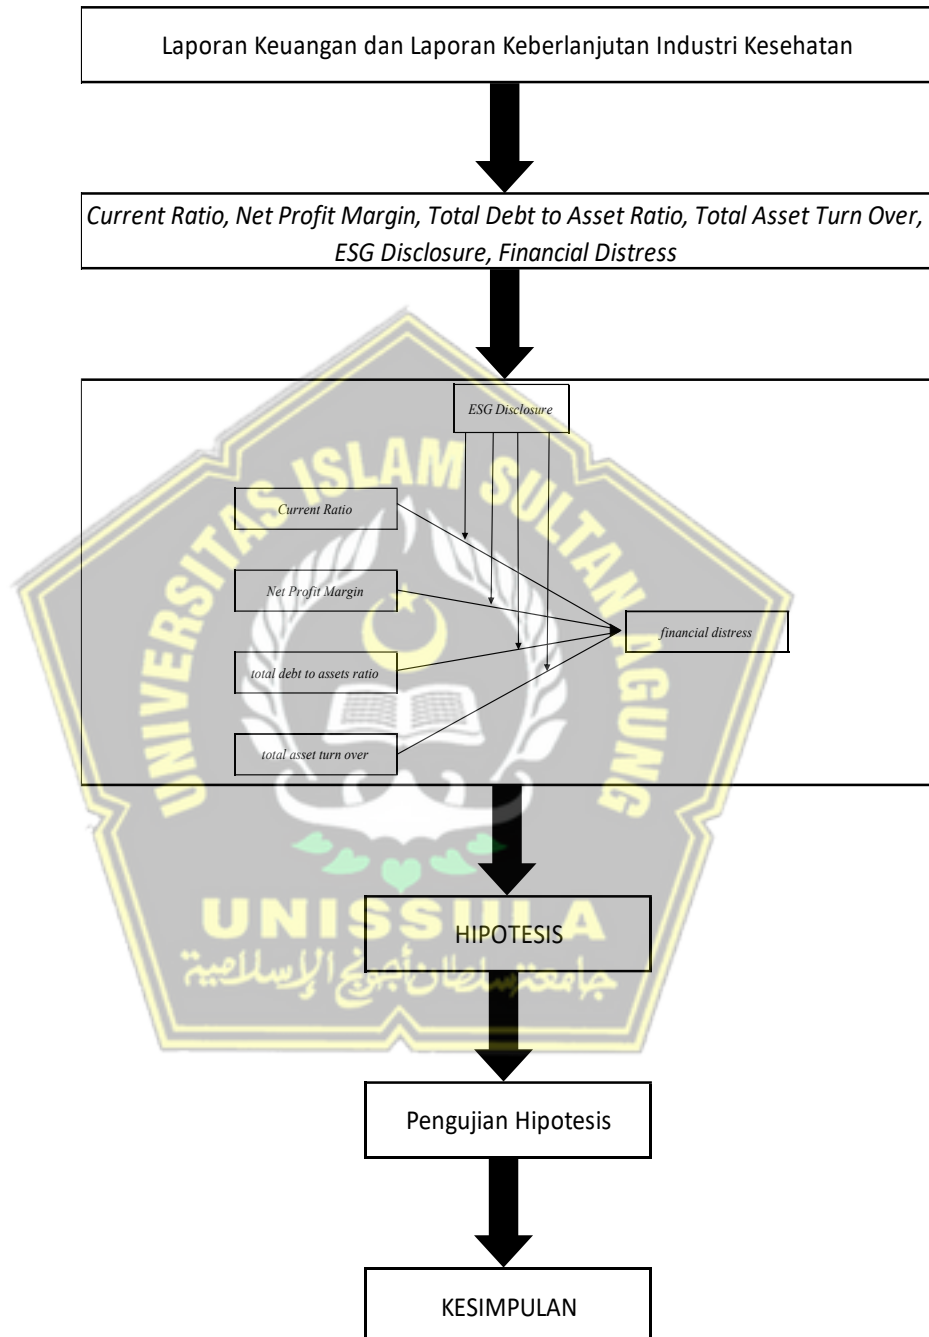 Laporan Keuangan dan Laporan Keberlanjutan Industri Kesehatan
Current Ratio, Net Profit Margin, Total Debt to Asset Ratio, Total Asset Turn Over,
ESG Disclosure, Financial Distress
ESG Disclosure
Current Ratio
Net Profit Margin
total debt to assets ratio
total asset turn over
financial distress
UNIVERSITAS ISLAM SULTAN AGUNG
UNISSULA
جامعة سلطان أجونج الإسلامية
HIPOTESIS
Pengujian Hipotesis
KESIMPULAN